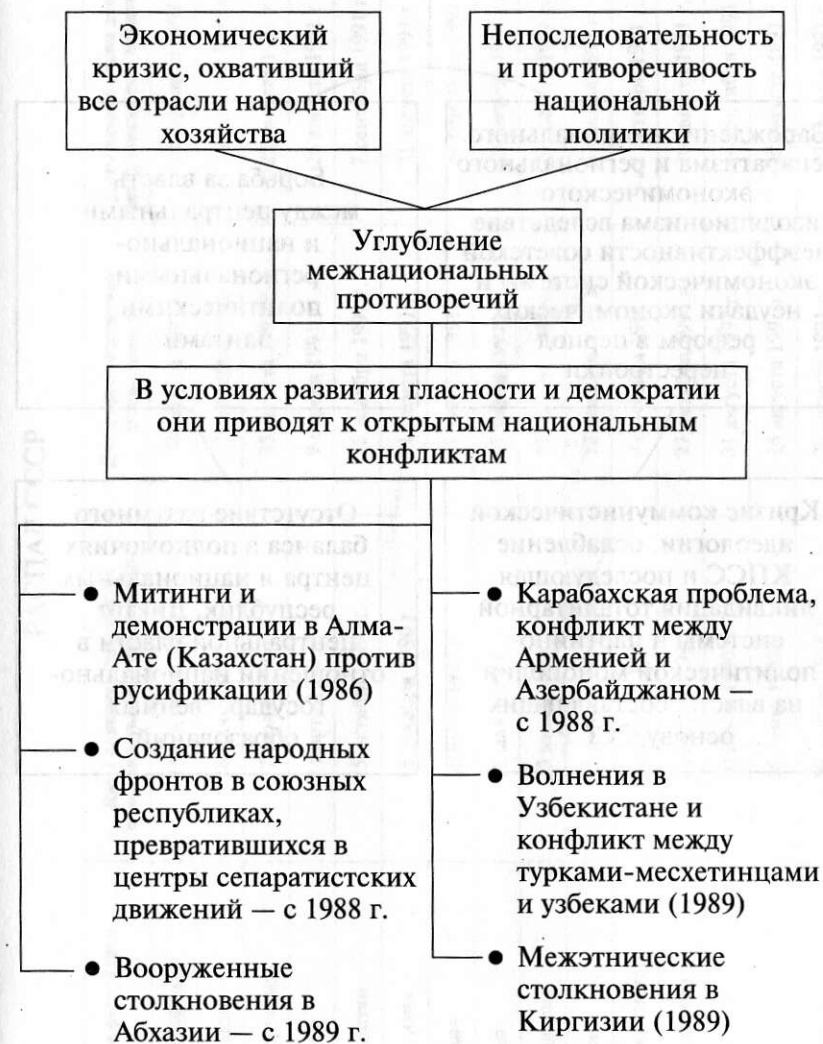 Экономический
кризис, охвативший
все отрасли народного
хозяйства
Непоследовательность
и противоречивость
национальной
политики
Углубление
межнациональных
противоречий
В условиях развития гласности и демократии
они приводят к открытым национальным
конфликтам
● Митинги и
демонстрации в Алма-
Ате (Казахстан) против
русификации (1986)
● Создание народных
фронтов в союзных
республиках,
превратившихся в
центры сепаратистских
движений — с 1988 г.
● Вооруженные
столкновения в
Абхазии — с 1989 г.
● Карабахская проблема,
конфликт между
Арменией и
Азербайджаном —
с 1988 г.
● Волнения в
Узбекистане и
конфликт между
турками-месхетинцами
и узбеками (1989)
● Межэтнические
столкновения в
Киргизии (1989)